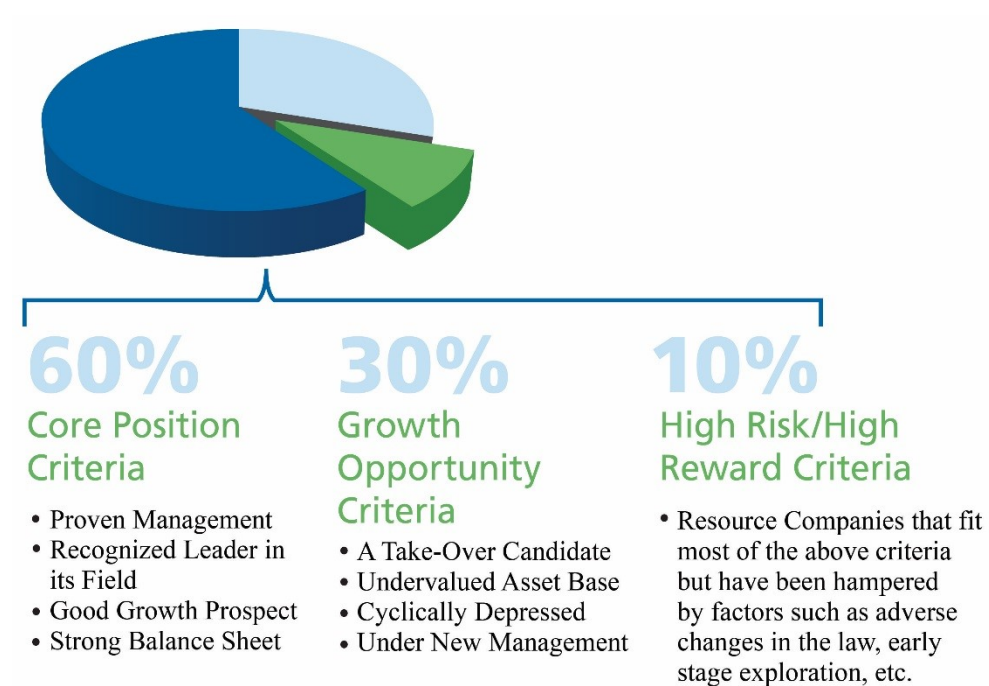 60%
Core Position
Criteria
• Proven Management
• Recognized Leader in
its Field
• Good Growth Prospect
• Strong Balance Sheet
30%
Growth
Opportunity
Criteria
• A Take-Over Candidate
• Undervalued Asset Base
• Cyclically Depressed
• Under New Management
10%
High Risk/High
Reward Criteria
• Resource Companies that fit
most of the above criteria
but have been hampered
by factors such as adverse
changes in the law, early
stage exploration, etc.